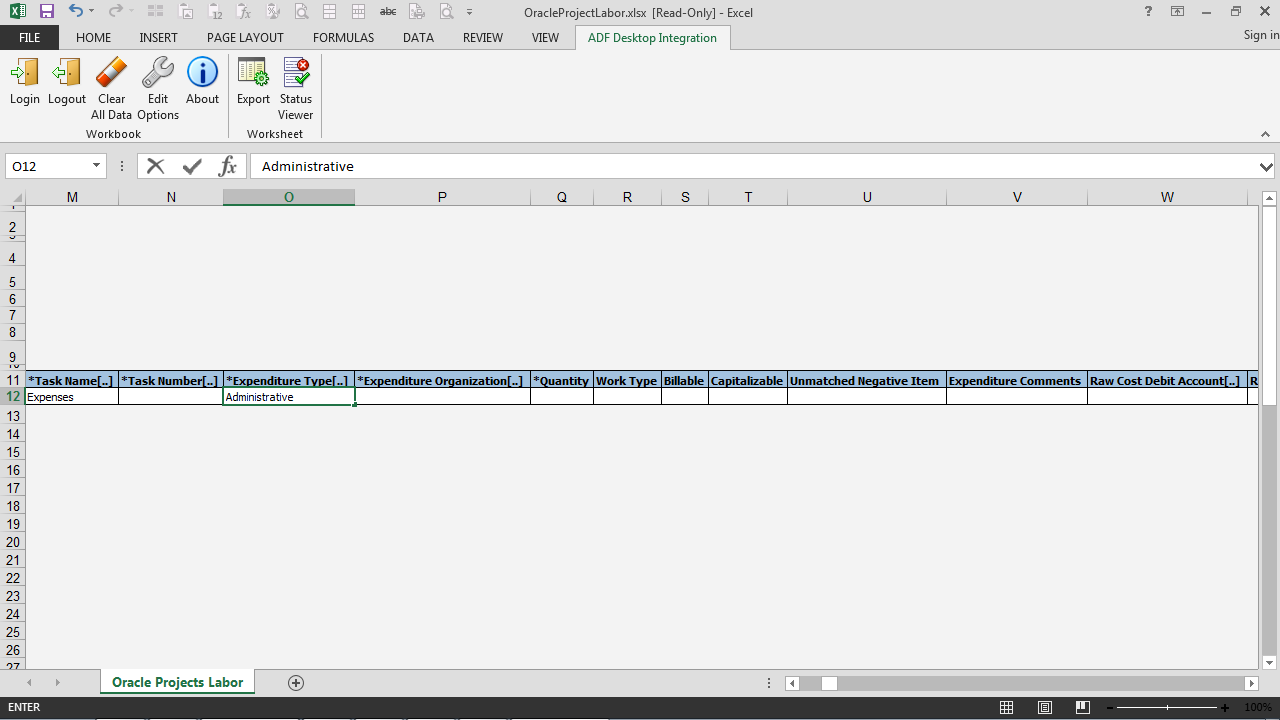 OracleProjectLabor.xlsx [Read-Only] - Excel
FILE HOME INSERT PAGE LAYOUT FORMULAS DATA REVIEW VIEW ADF Desktop Integration Sign in
Login Logout Clear All Data Edit Options About Export Status Viewer
Workbook Worksheet
O12 fx Administrative
M N O P Q R S T U V W
2
4
5
6
7
8
9
11 *Task Name[..] *Task Number[..] *Expenditure Type[..] *Expenditure Organization[..] *Quantity Work Type Billable Capitalizable Unmatched Negative Item Expenditure Comments Raw Cost Debit Account[..] R
12 Expenses Administrative
13
14
15
16
17
18
19
20
21
22
23
24
25
26
27
Oracle Projects Labor
ENTER 100%